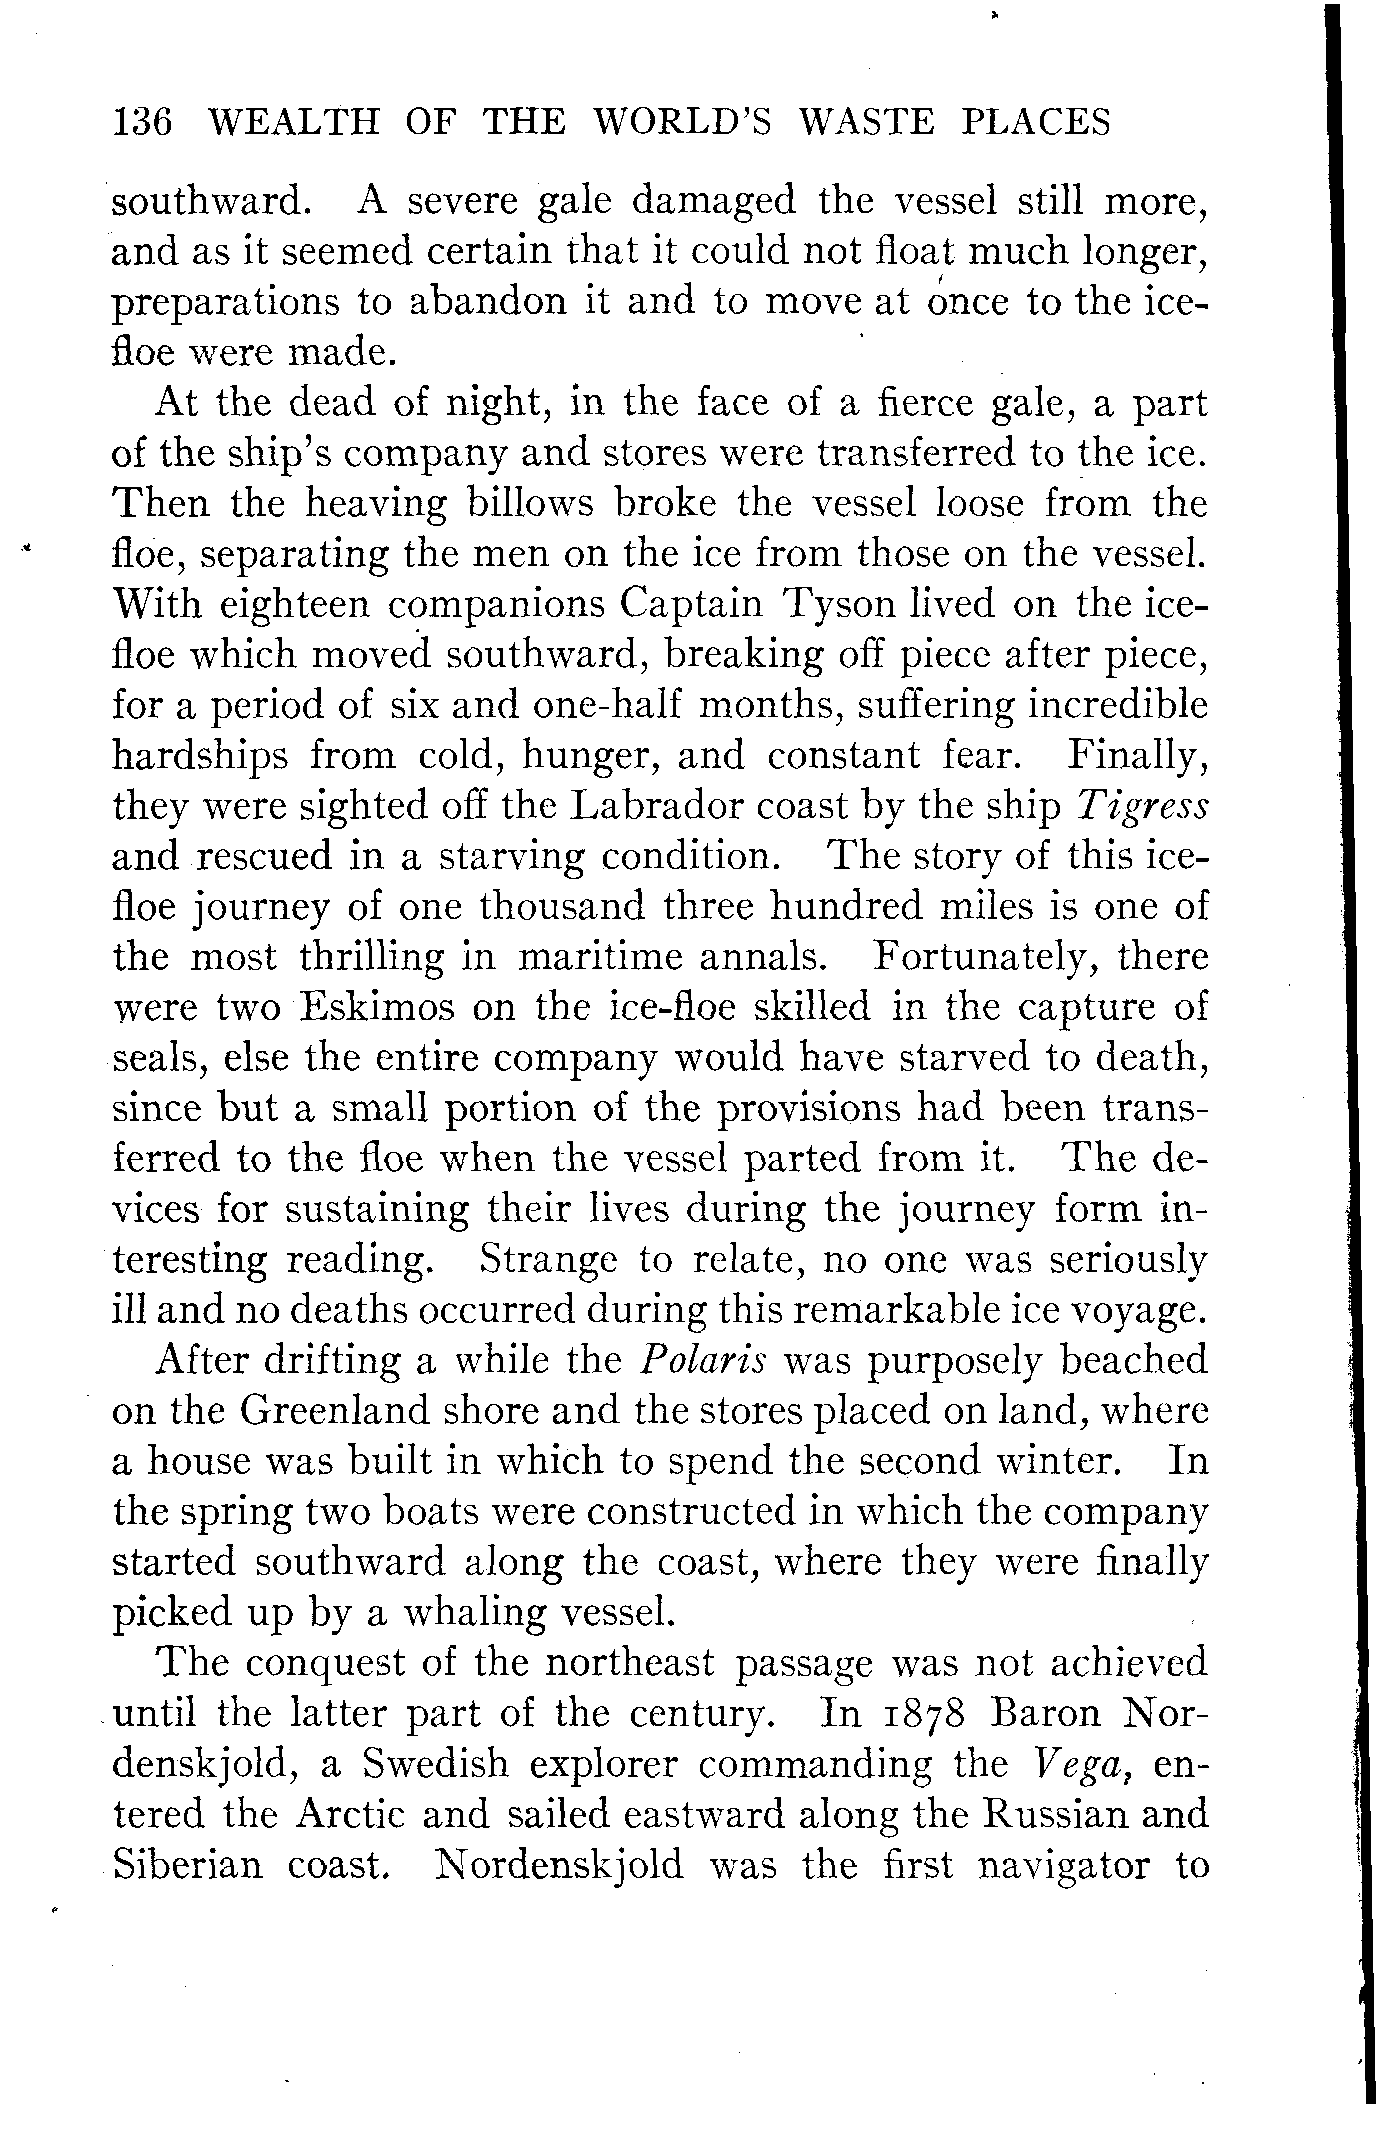 136 WEALTH OF THE WORLD'S WASTE PLACES
southward. A severe gale damaged the vessel still more,
and as it seemed certain that it could not float much longer,
preparations to abandon it and to move at once to the ice-
floe were made.
At the dead of night, in the face of a fierce gale, a part
of the ship's company and stores were transferred to the ice.
Then the heaving billows broke the vessel loose from the
floe, separating the men on the ice from those on the vessel.
With eighteen companions Captain Tyson lived on the ice-
floe which moved southward, breaking off piece after piece,
for a period of six and one-half months, suffering incredible
hardships from cold, hunger, and constant fear. Finally,
they were sighted off the Labrador coast by the ship Tigress
and rescued in a starving condition. The story of this ice-
floe journey of one thousand three hundred miles is one of
the most thrilling in maritime annals. Fortunately, there
were two Eskimos on the ice-floe skilled in the capture of
seals, else the entire company would have starved to death,
since but a small portion of the provisions had been trans-
ferred to the floe when the vessel parted from it. The de-
vices for sustaining their lives during the journey form in-
teresting reading. Strange to relate, no one was seriously
ill and no deaths occurred during this remarkable ice voyage.
After drifting a while the Polaris was purposely beached
on the Greenland shore and the stores placed on land, where
a house was built in which to spend the second winter. In
the spring two boats were constructed in which the company
started southward along the coast, where they were finally
picked up by a whaling vessel.
The conquest of the northeast passage was not achieved
until the latter part of the century. In 1878 Baron Nor-
denskjold, a Swedish explorer commanding the Vega, en-
tered the Arctic and sailed eastward along the Russian and
Siberian coast. Nordenskjold was the first navigator to